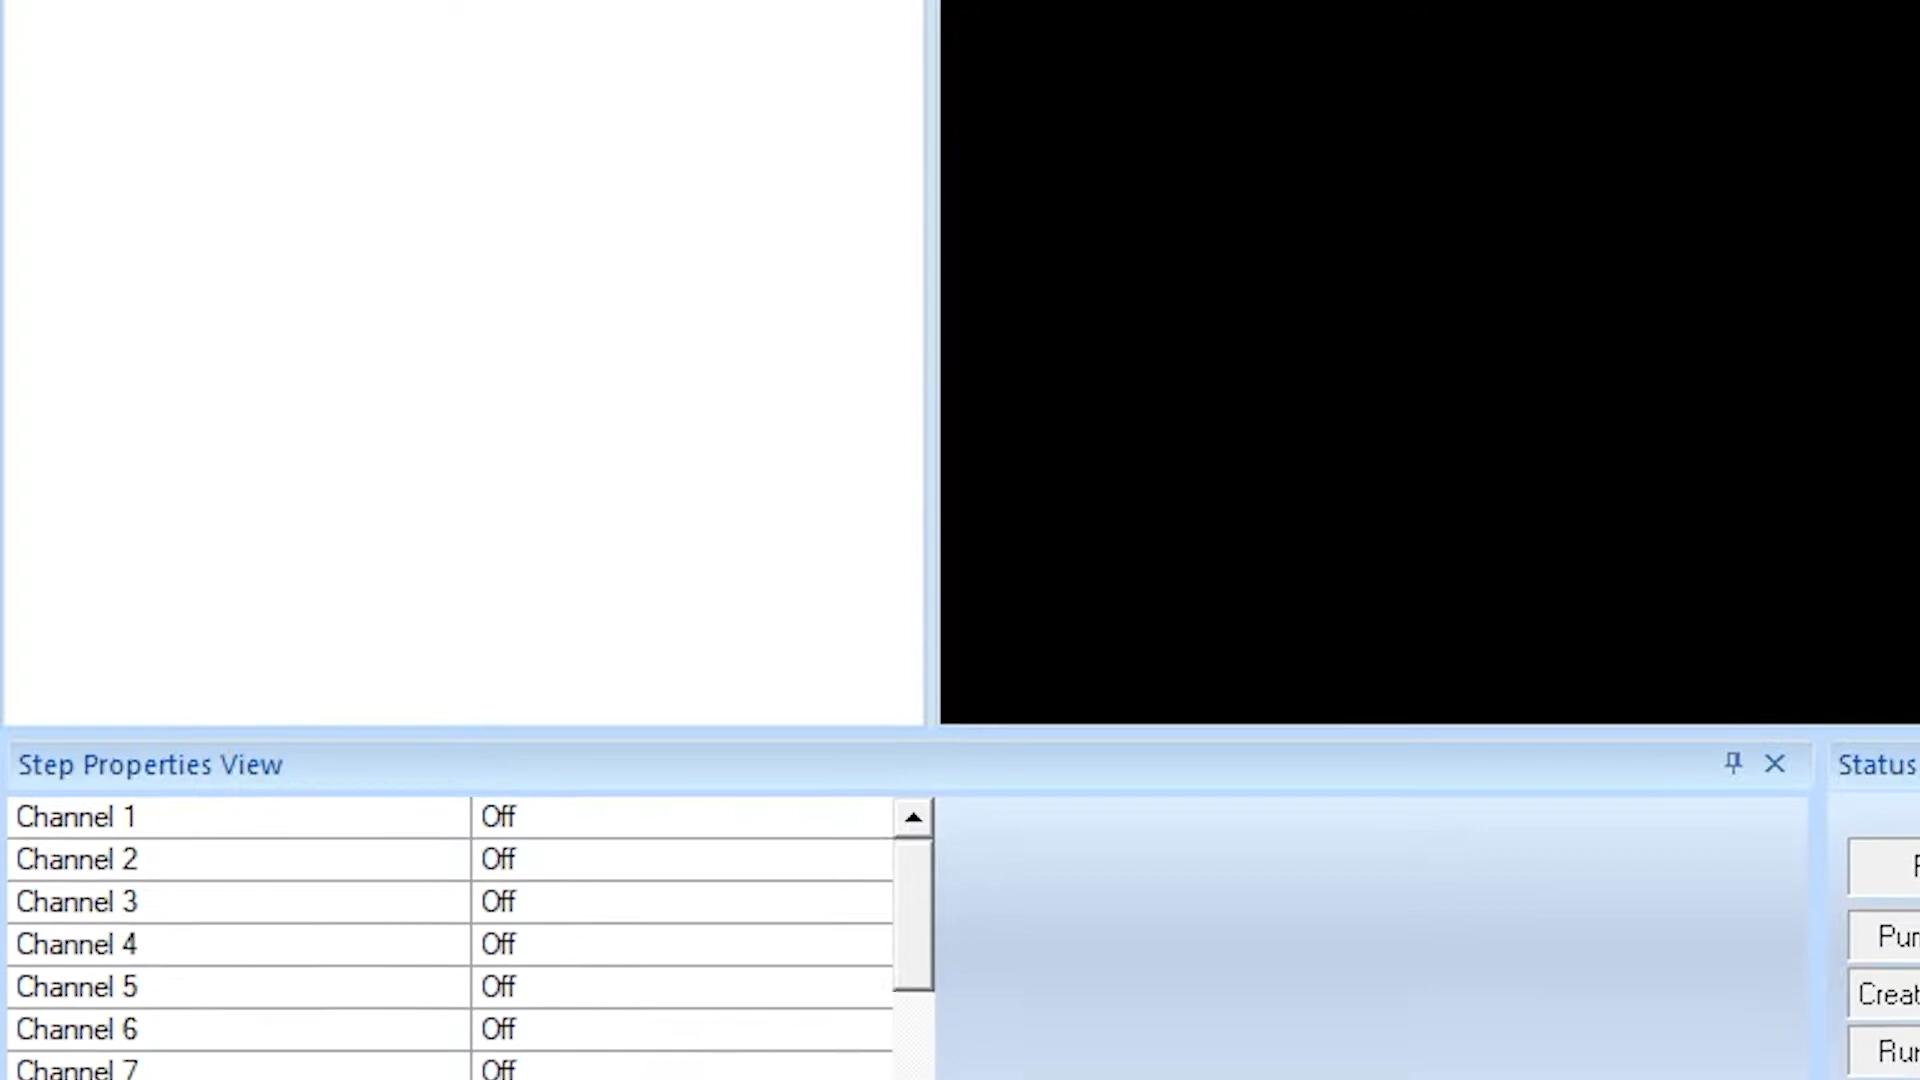 Step Properties View
Status
Channel 1 Off
Channel 2 Off
Channel 3 Off
Channel 4 Off
Channel 5 Off
Channel 6 Off
Channel 7 Off